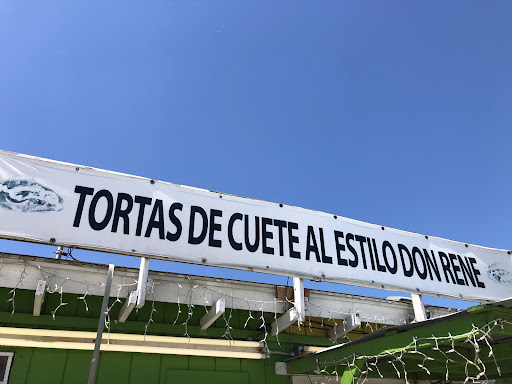 TORTAS DE CUETE AL ESTILO DON RENE